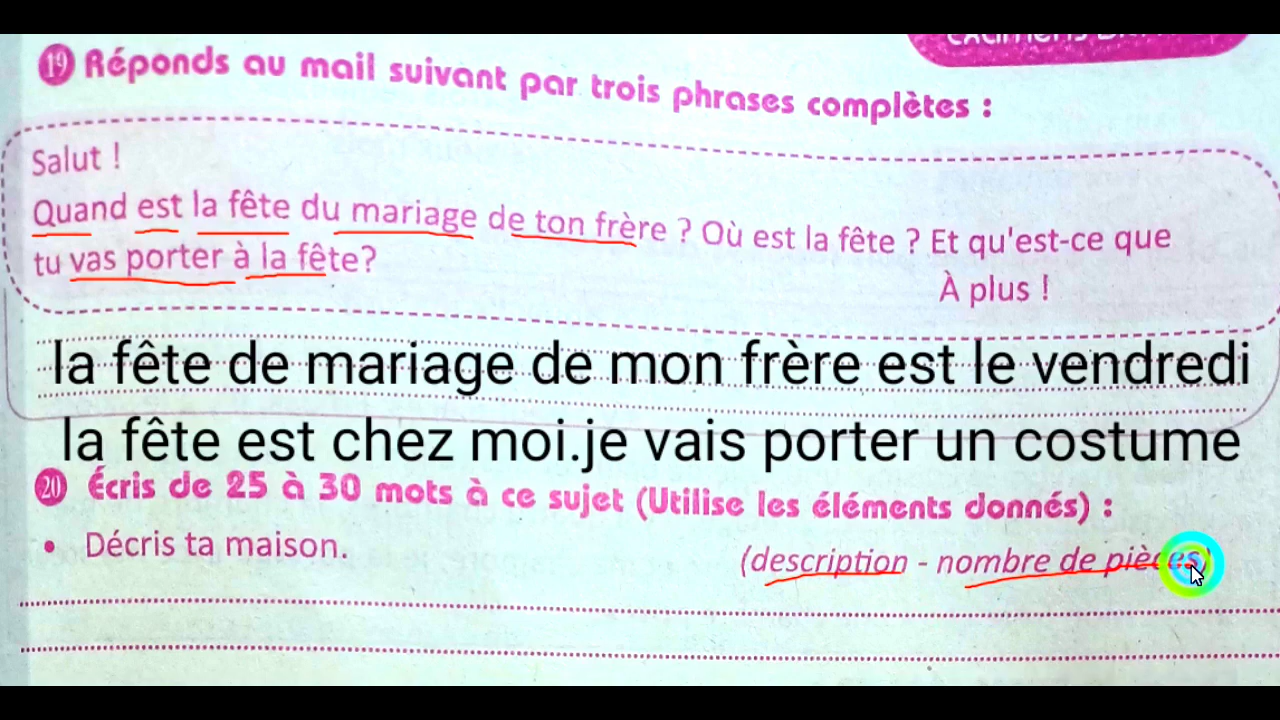 19 Réponds au mail suivant par trois phrases complètes :
Salut !
Quand est la fête du mariage de ton frère ? Où est la fête ? Et qu'est-ce que
tu vas porter à la fête?
À plus !
la fête de mariage de mon frère est le vendredi
la fête est chez moi.je vais porter un costume
20 Écris de 25 à 30 mots à ce sujet (Utilise les éléments donnés) :
• Décris ta maison. (description - nombre de pièces)